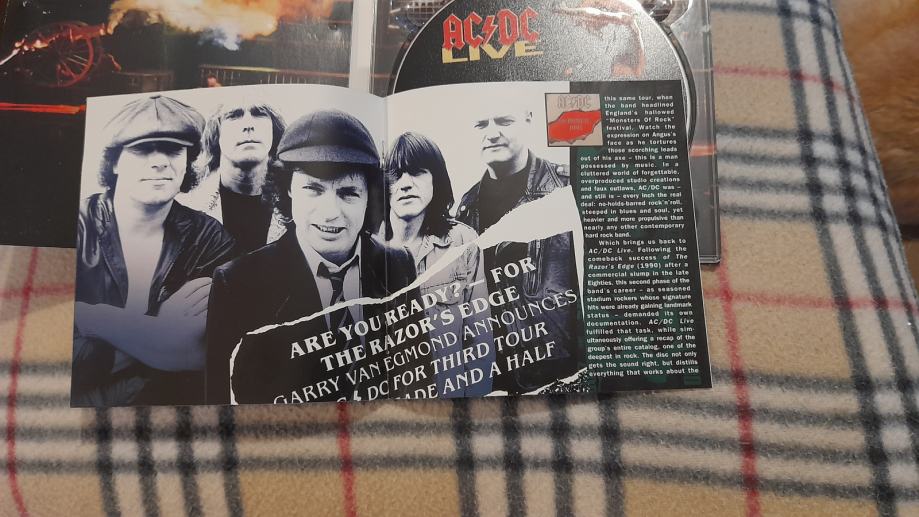 AC/DC
LIVE
ARE YOU READY?... FOR
THE RAZOR'S EDGE
GARRY VAN EGMOND ANNOUNCES
DC FOR THIRD TOUR
ADE AND A HALF
AC/DC
this same tour, when
the band headlined
England's hallowed
"Monsters Of Rock"
festival. Watch the
expression on Angus's
face as he tortures
those scorching leads
out of his axe – this is a man
possessed by music. In a
cluttered world of forgettable,
overproduced studio creations
and faux outlaws, AC/DC was –
and still is – every inch the real
deal: no-holds-barred rock'n'roll,
steeped in blues and soul, yet
heavier and more propulsive than
nearly any other contemporary
hard rock band.
Which brings us back to
AC/DC Live. Following the
comeback success of The
Razor's Edge (1990) after a
commercial slump in the late
Eighties, this second phase of the
band's career – as seasoned
stadium rockers whose signature
hits were already gaining landmark
status – demanded its own
documentation. AC/DC Live
fulfilled that task, while sim-
ultaneously offering a recap of the
group's entire catalog, one of the
deepest in rock. The disc not only
gets the sound right, but distills
everything that works about the